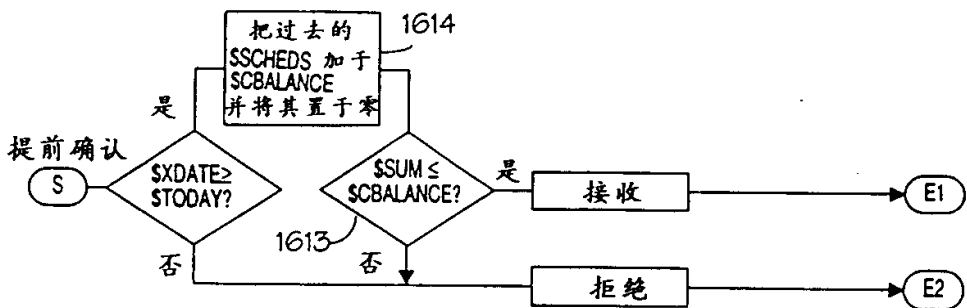 把过去的
$SCHEDS 加于
$CBALANCE
并将其置于零
1614
是
提前确认
S
$XDATE≥
$TODAY?
$SUM ≤
$CBALANCE?
是
接收
E1
1613
否
否
拒绝
E2